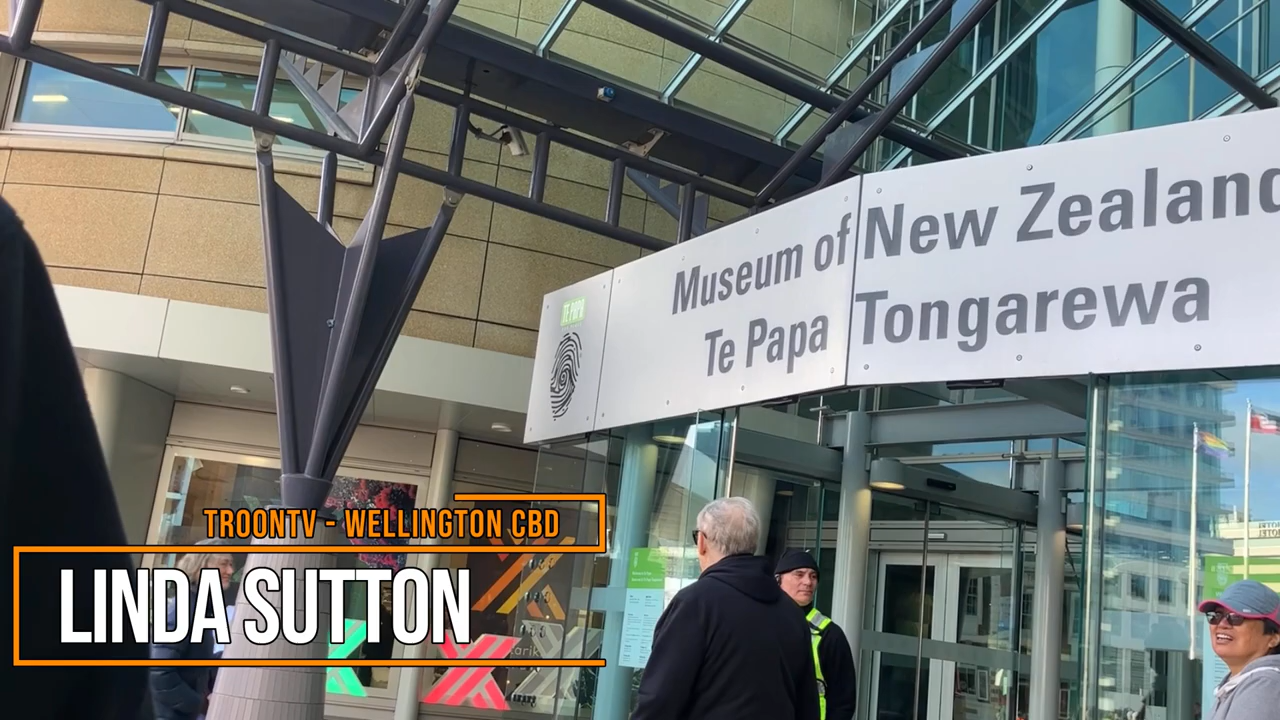 Museum of New Zealand
Te Papa Tongarewa
TE PAPA
TROONTV - WELLINGTON CBD
LINDA SUTTON